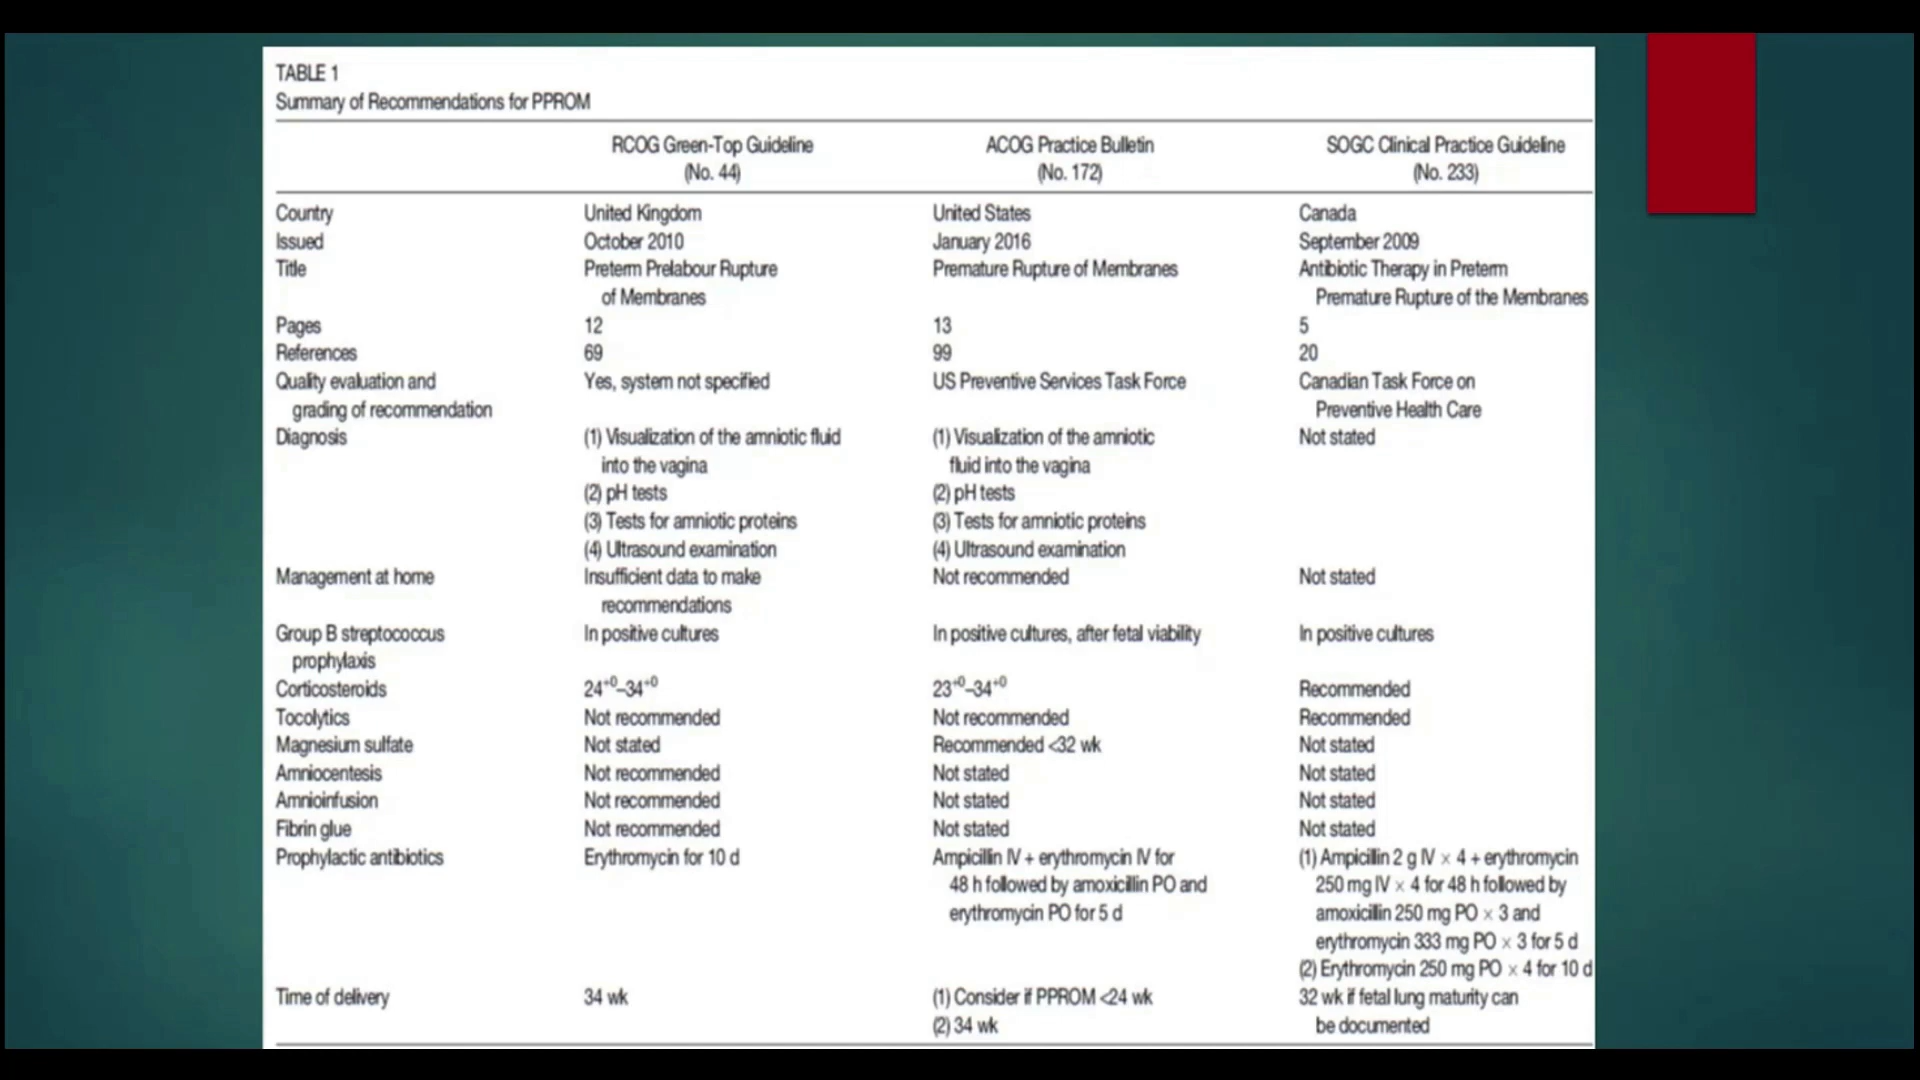 TABLE 1
Summary of Recommendations for PPROM
RCOG Green-Top Guideline (No. 44) ACOG Practice Bulletin (No. 172) SOGC Clinical Practice Guideline (No. 233)
Country United Kingdom United States Canada
Issued October 2010 January 2016 September 2009
Title Preterm Prelabour Rupture of Membranes Premature Rupture of Membranes Antibiotic Therapy in Preterm Premature Rupture of the Membranes
Pages 12 13 5
References 69 99 20
Quality evaluation and grading of recommendation Yes, system not specified US Preventive Services Task Force Canadian Task Force on Preventive Health Care
Diagnosis (1) Visualization of the amniotic fluid into the vagina (1) Visualization of the amniotic fluid into the vagina Not stated
(2) pH tests (2) pH tests
(3) Tests for amniotic proteins (3) Tests for amniotic proteins
(4) Ultrasound examination (4) Ultrasound examination
Management at home Insufficient data to make recommendations Not recommended Not stated
Group B streptococcus prophylaxis In positive cultures In positive cultures, after fetal viability In positive cultures
Corticosteroids 24⁺⁰–34⁺⁰ 23⁺⁰–34⁺⁰ Recommended
Tocolytics Not recommended Not recommended Recommended
Magnesium sulfate Not stated Recommended <32 wk Not stated
Amniocentesis Not recommended Not stated Not stated
Amnioinfusion Not recommended Not stated Not stated
Fibrin glue Not recommended Not stated Not stated
Prophylactic antibiotics Erythromycin for 10 d Ampicillin IV + erythromycin IV for 48 h followed by amoxicillin PO and erythromycin PO for 5 d (1) Ampicillin 2 g IV × 4 + erythromycin 250 mg IV × 4 for 48 h followed by amoxicillin 250 mg PO × 3 and erythromycin 333 mg PO × 3 for 5 d
(2) Erythromycin 250 mg PO × 4 for 10 d
Time of delivery 34 wk (1) Consider if PPROM <24 wk 32 wk if fetal lung maturity can be documented
(2) 34 wk